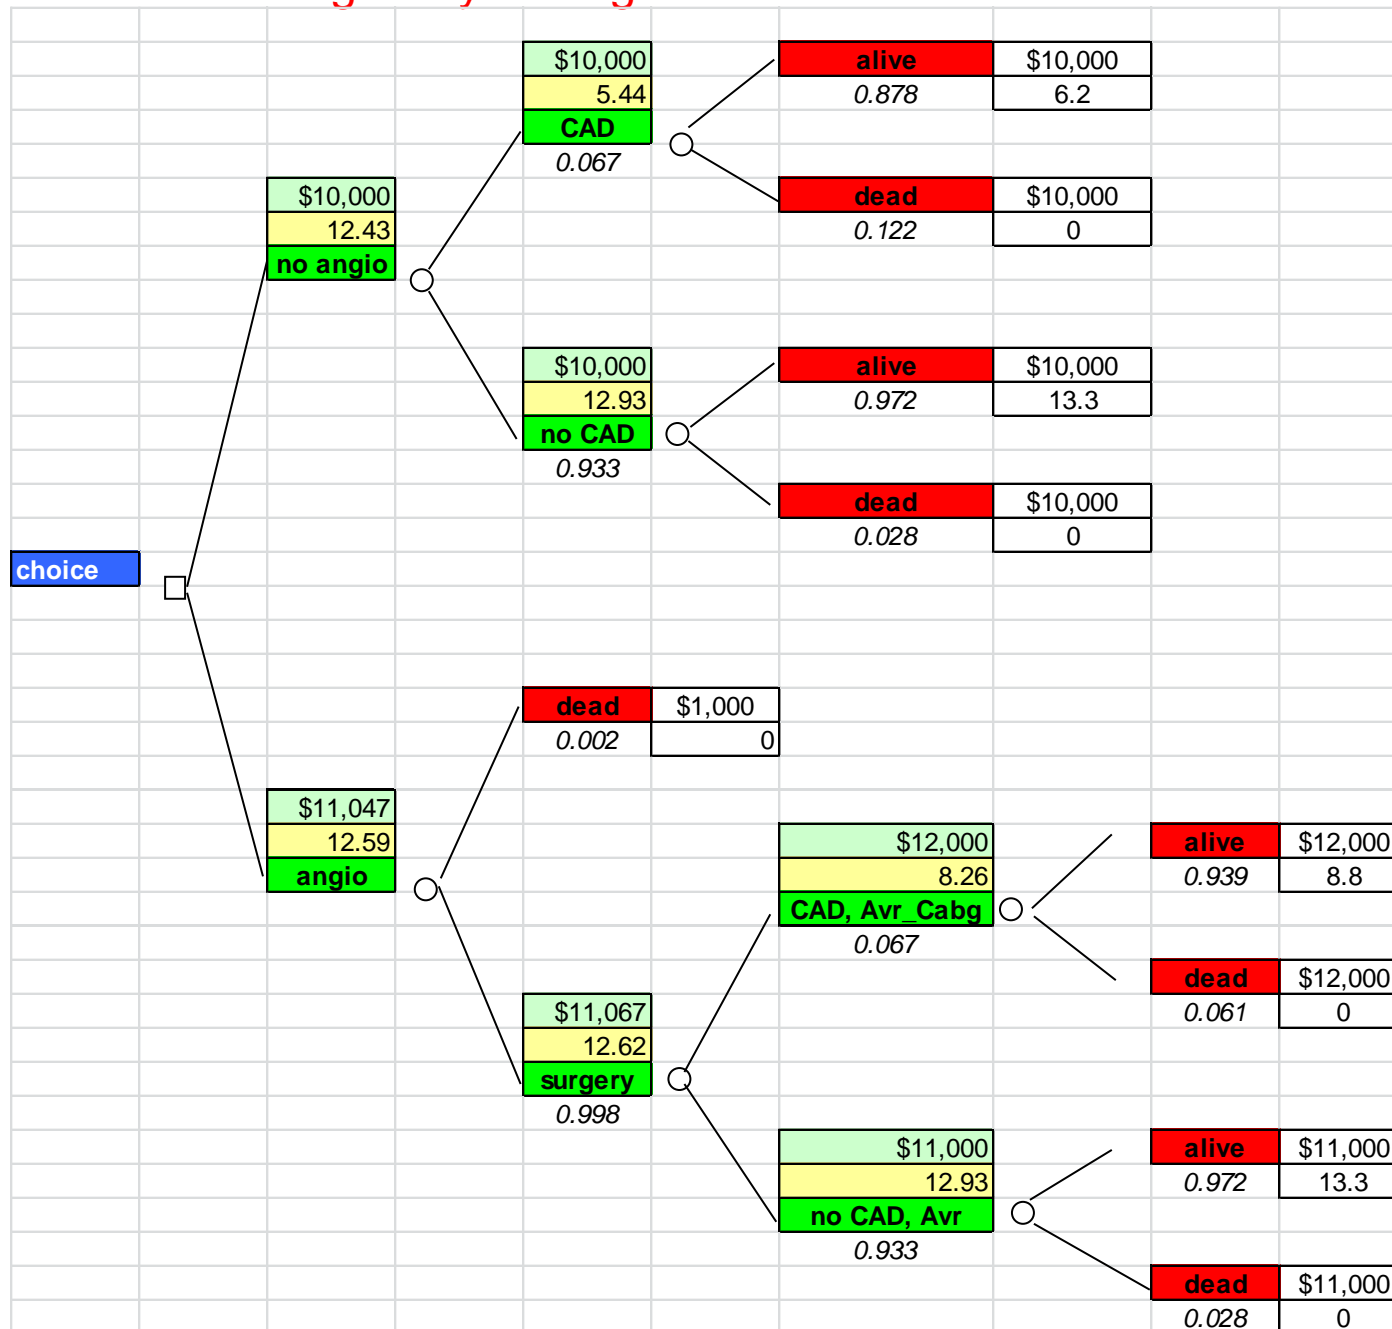 $10,000 alive $10,000
5.44 0.878 6.2
CAD
0.067
$10,000 dead $10,000
12.43 0.122 0
no angio
$10,000 alive $10,000
12.93 0.972 13.3
no CAD
0.933
dead $10,000
0.028 0
choice
dead $1,000
0.002 0
$11,047
12.59
angio
$12,000 alive $12,000
8.26 0.939 8.8
CAD, Avr_Cabg
0.067
dead $12,000
$11,067 0.061 0
12.62
surgery
0.998
$11,000 alive $11,000
12.93 0.972 13.3
no CAD, Avr
0.933
dead $11,000
0.028 0